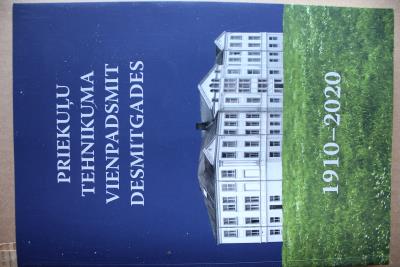 PRIEKUĻU
TEHNIKUMA
VIENPADSMIT
DESMITGADES
1910–2020